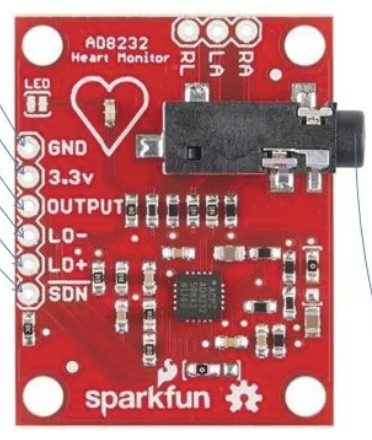 AD8232
Heart Monitor
RL
LA
RA
LED
GND
3.3v
OUTPUT
LO-
LO+
SDN
sparkfun